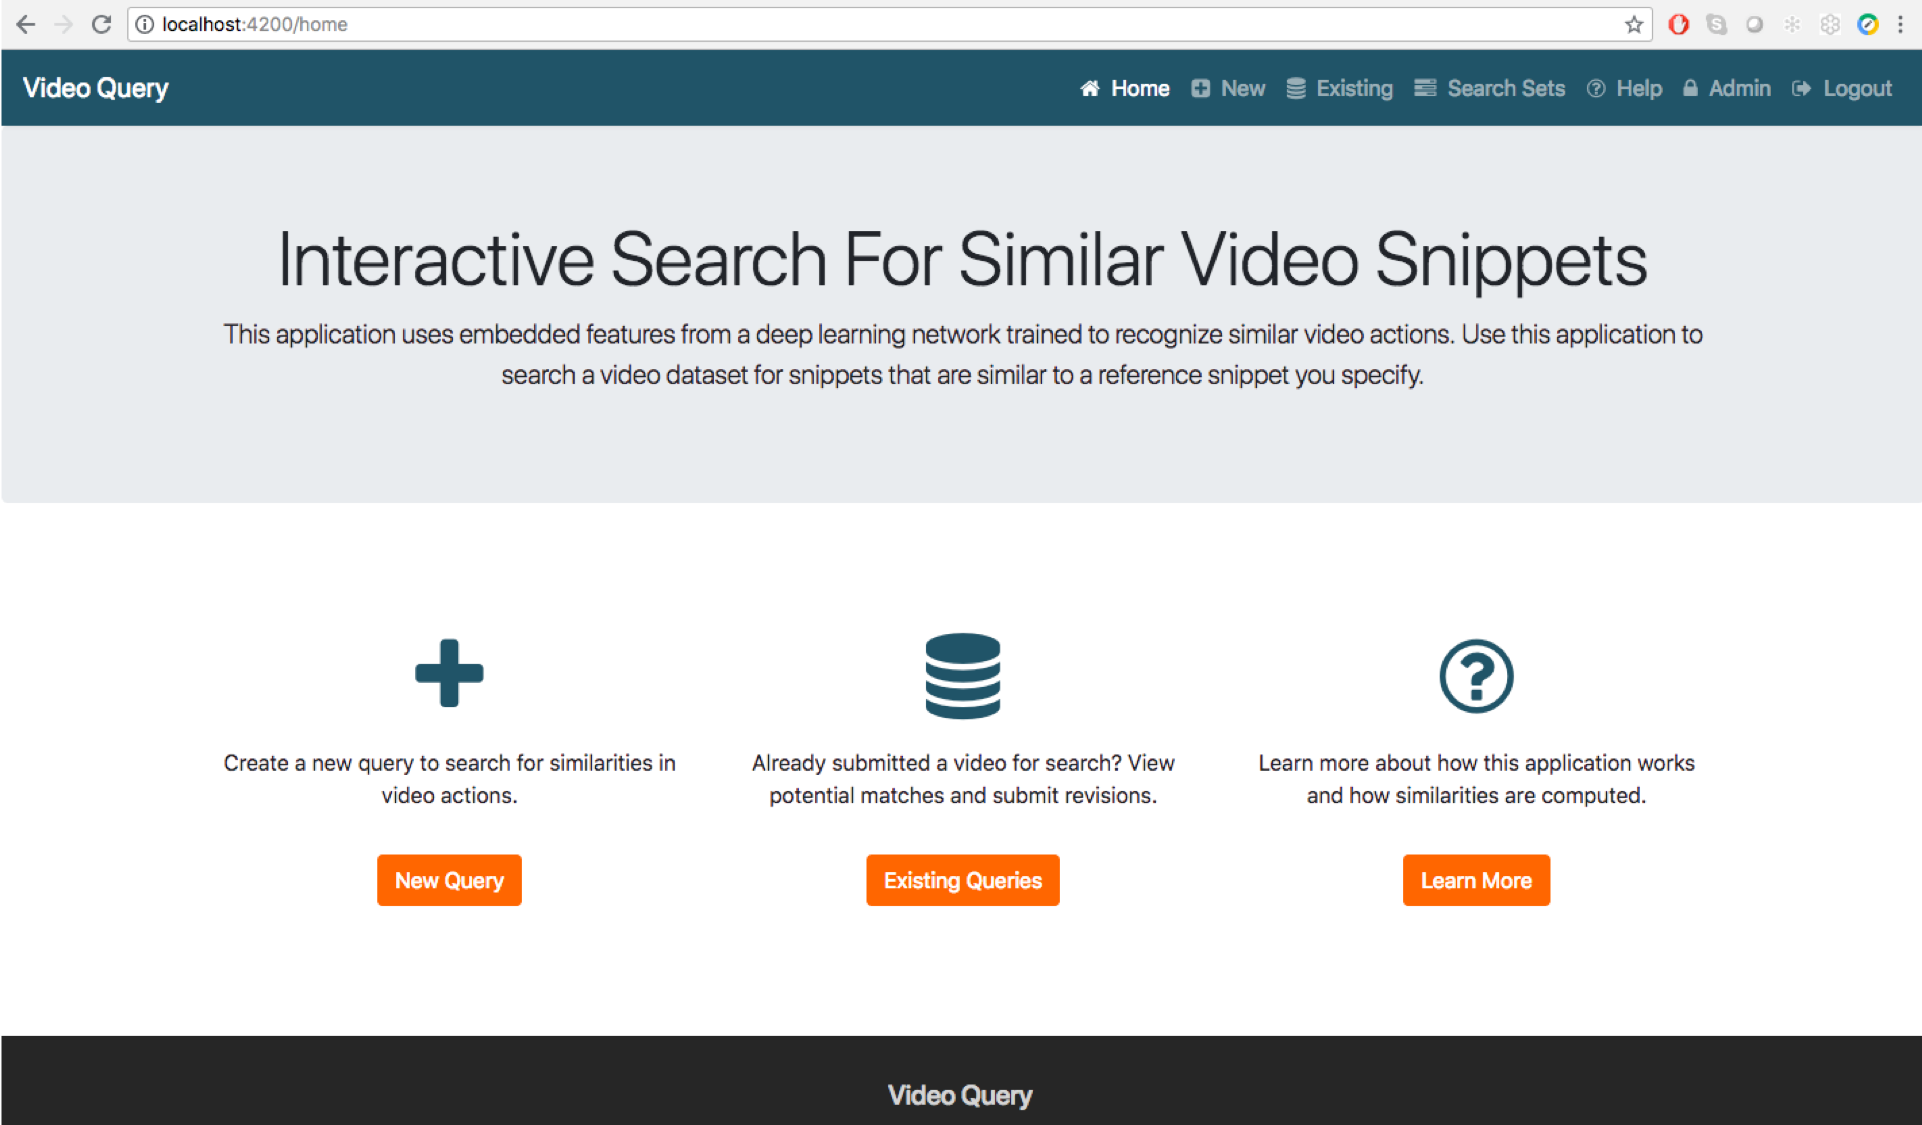 localhost:4200/home
Video Query
Home New Existing Search Sets Help Admin Logout
Interactive Search For Similar Video Snippets
This application uses embedded features from a deep learning network trained to recognize similar video actions. Use this application to
search a video dataset for snippets that are similar to a reference snippet you specify.
Create a new query to search for similarities in
video actions.
New Query
Already submitted a video for search? View
potential matches and submit revisions.
Existing Queries
Learn more about how this application works
and how similarities are computed.
Learn More
Video Query